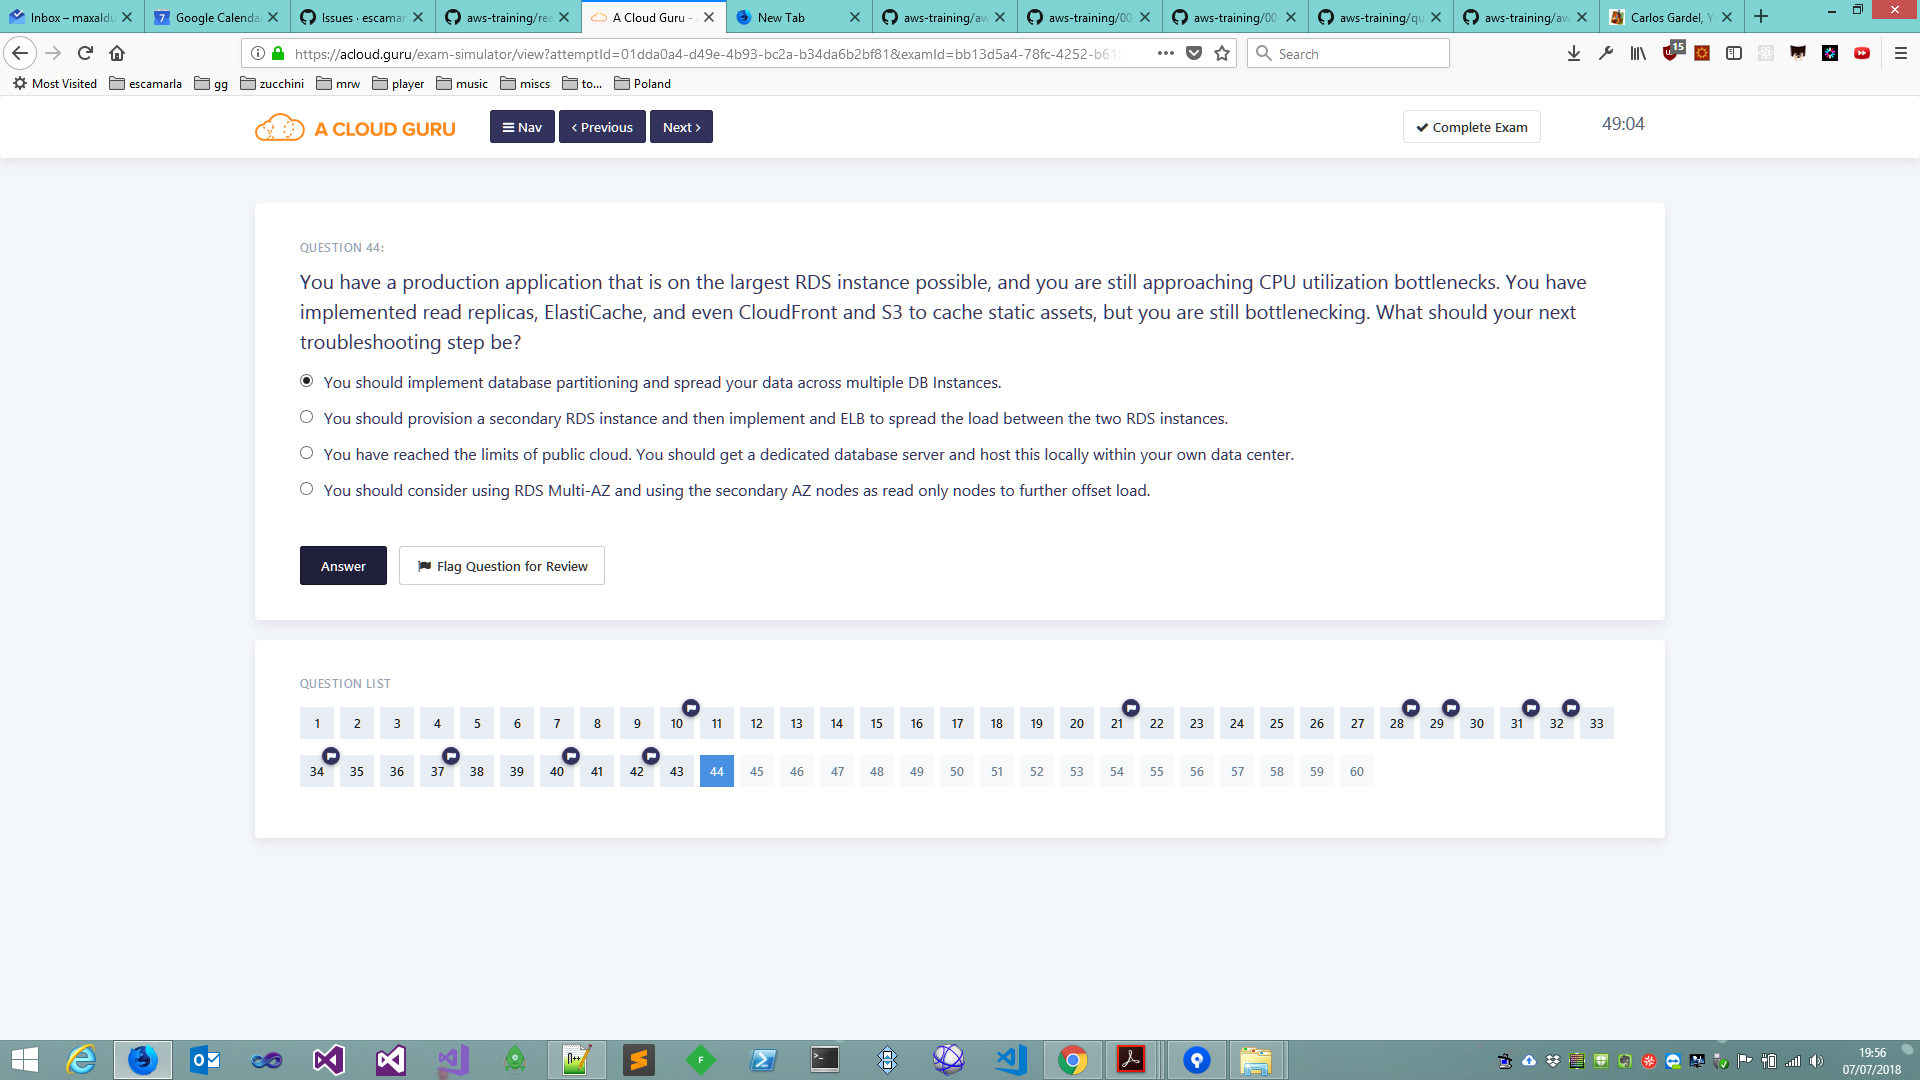 Inbox – maxaldu
Google Calenda
Issues · escamar
aws-training/rea
A Cloud Guru - 
New Tab
aws-training/aw
aws-training/00
aws-training/00
aws-training/qu
aws-training/aw
Carlos Gardel, Y
https://acloud.guru/exam-simulator/view?attemptId=01dda0a4-d49e-4b93-bc2a-b34da6b2bf81&examId=bb13d5a4-78fc-4252-b61
Search
15
Most Visited escamarla gg zucchini mrw player music miscs to... Poland
A CLOUD GURU
Nav
Previous
Next
Complete Exam
49:04
QUESTION 44:
You have a production application that is on the largest RDS instance possible, and you are still approaching CPU utilization bottlenecks. You have
implemented read replicas, ElastiCache, and even CloudFront and S3 to cache static assets, but you are still bottlenecking. What should your next
troubleshooting step be?
You should implement database partitioning and spread your data across multiple DB Instances.
You should provision a secondary RDS instance and then implement and ELB to spread the load between the two RDS instances.
You have reached the limits of public cloud. You should get a dedicated database server and host this locally within your own data center.
You should consider using RDS Multi-AZ and using the secondary AZ nodes as read only nodes to further offset load.
Answer
Flag Question for Review
QUESTION LIST
1 2 3 4 5 6 7 8 9 10 11 12 13 14 15 16 17 18 19 20 21 22 23 24 25 26 27 28 29 30 31 32 33
34 35 36 37 38 39 40 41 42 43 44 45 46 47 48 49 50 51 52 53 54 55 56 57 58 59 60
19:56
07/07/2018